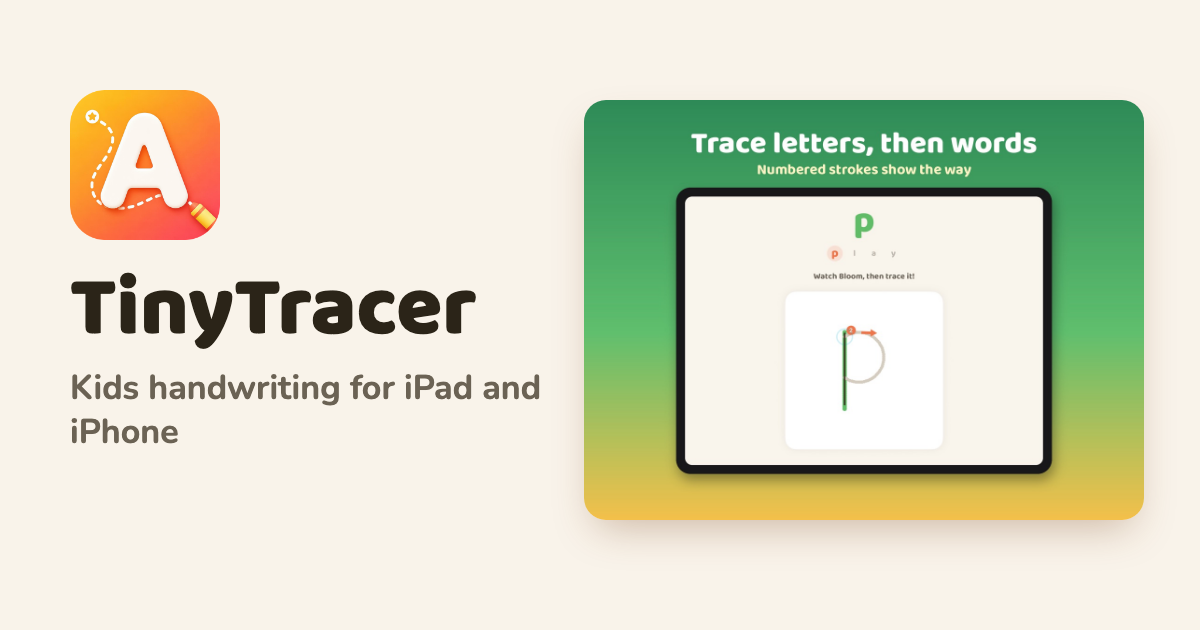 A
TinyTracer
Kids handwriting for iPad and
iPhone
Trace letters, then words
Numbered strokes show the way
p
p l a y
Watch Bloom, then trace it!
2
p